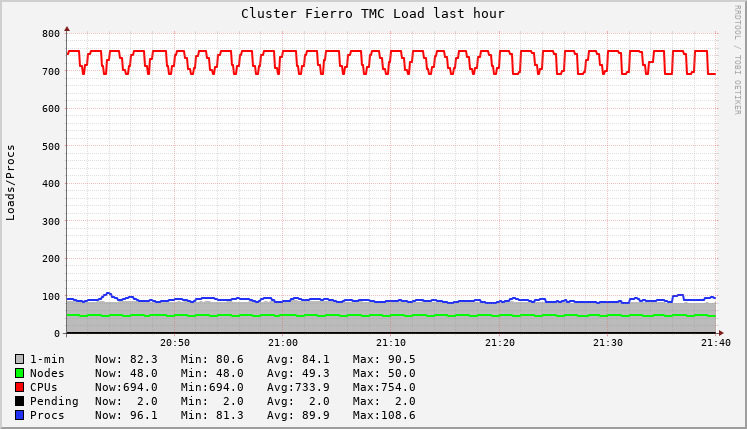 Cluster Fierro TMC Load last hour
RRDTOOL / TOBI OETIKER
Loads/Procs
800
700
600
500
400
300
200
100
0
20:50 21:00 21:10 21:20 21:30 21:40
1-min Now: 82.3 Min: 80.6 Avg: 84.1 Max: 90.5
Nodes Now: 48.0 Min: 48.0 Avg: 49.3 Max: 50.0
CPUs Now:694.0 Min:694.0 Avg:733.9 Max:754.0
Pending Now: 2.0 Min: 2.0 Avg: 2.0 Max: 2.0
Procs Now: 96.1 Min: 81.3 Avg: 89.9 Max:108.6